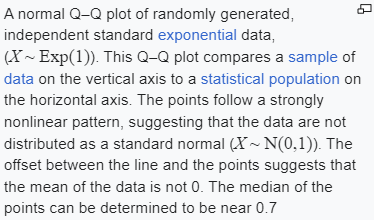 A normal Q–Q plot of randomly generated,
independent standard exponential data,
(X ~ Exp(1)). This Q–Q plot compares a sample of
data on the vertical axis to a statistical population on
the horizontal axis. The points follow a strongly
nonlinear pattern, suggesting that the data are not
distributed as a standard normal (X ~ N(0,1)). The
offset between the line and the points suggests that
the mean of the data is not 0. The median of the
points can be determined to be near 0.7